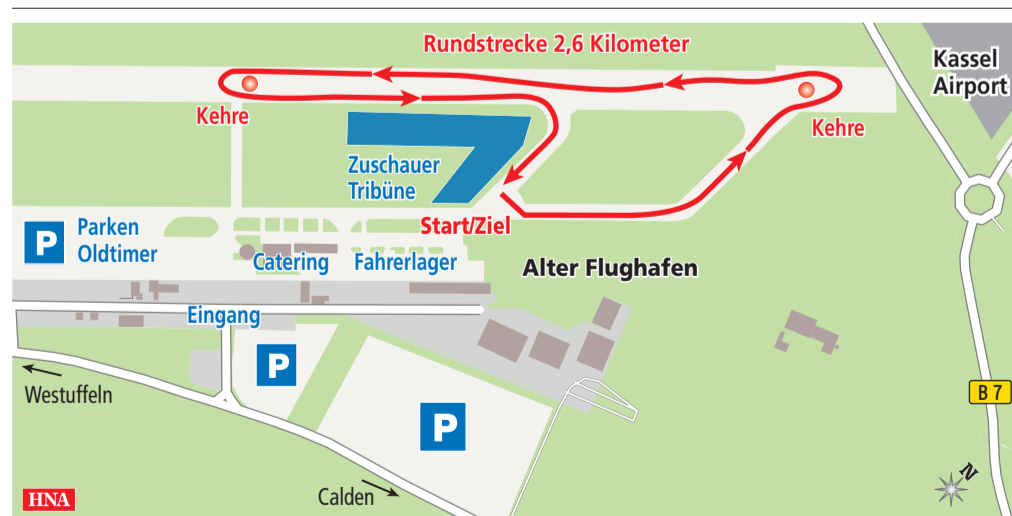 Rundstrecke 2,6 Kilometer
Kassel
Airport
Kehre
Kehre
Zuschauer
Tribüne
Start/Ziel
P
Parken
Oldtimer
Catering
Fahrerlager
Alter Flughafen
Eingang
P
Westuffeln
B 7
P
Calden
N
HNA